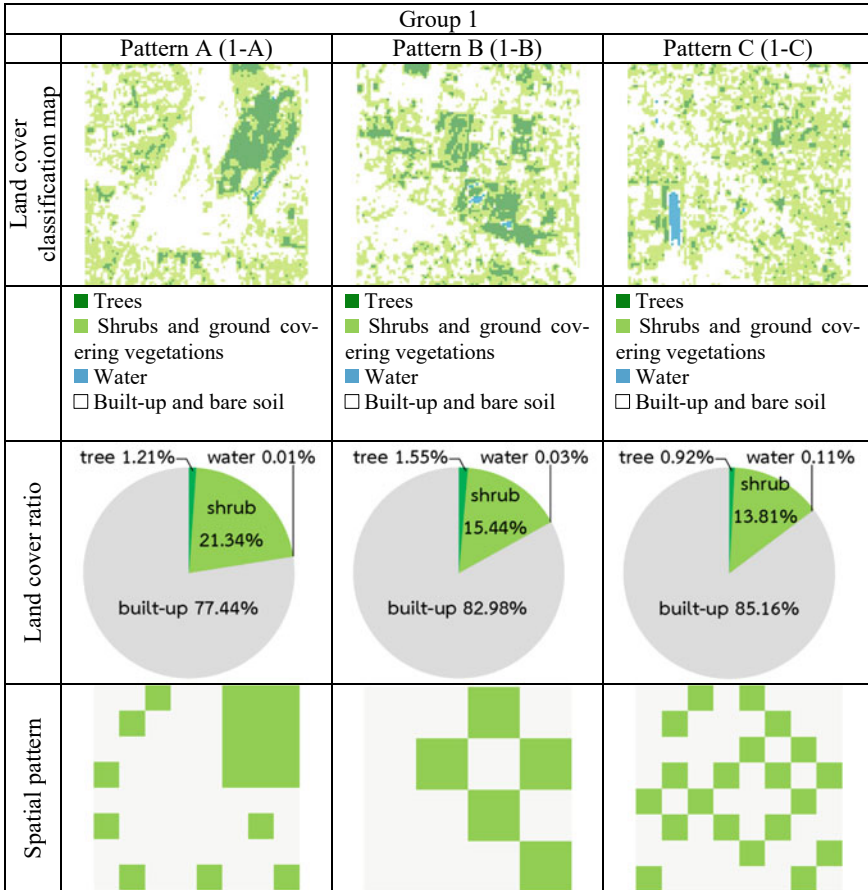 Group 1
Pattern A (1-A) Pattern B (1-B) Pattern C (1-C)
Land cover
classification map
■ Trees
■ Shrubs and ground cov-
ering vegetations
■ Water
□ Built-up and bare soil
■ Trees
■ Shrubs and ground cov-
ering vegetations
■ Water
□ Built-up and bare soil
■ Trees
■ Shrubs and ground cov-
ering vegetations
■ Water
□ Built-up and bare soil
Land cover ratio
tree 1.21% water 0.01%
shrub
21.34%
built-up 77.44%
tree 1.55% water 0.03%
shrub
15.44%
built-up 82.98%
tree 0.92% water 0.11%
shrub
13.81%
built-up 85.16%
Spatial pattern